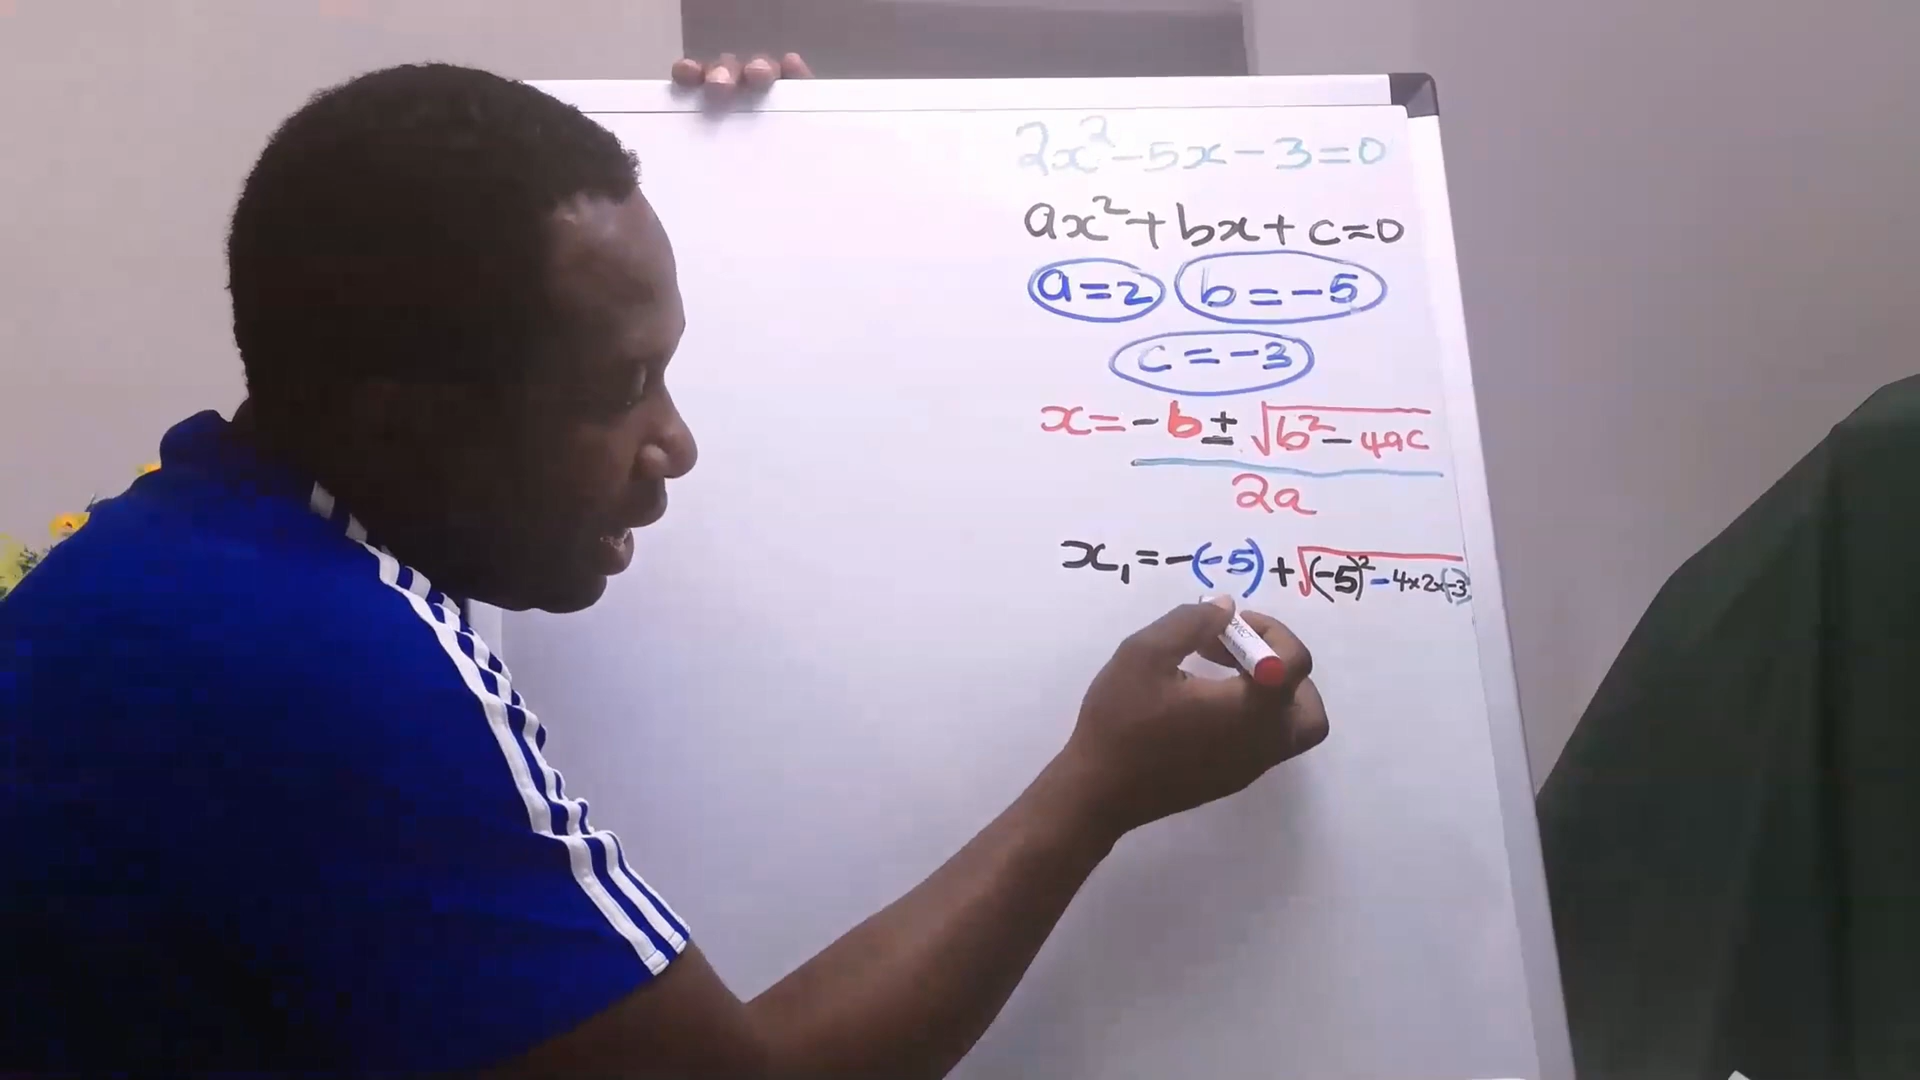 2x²-5x-3=0
ax²+bx+c=0
a=2 b=-5
c=-3
x=-b±√b²-4ac
2a
x₁=-(-5)+√(-5)²-4×2×(-3)